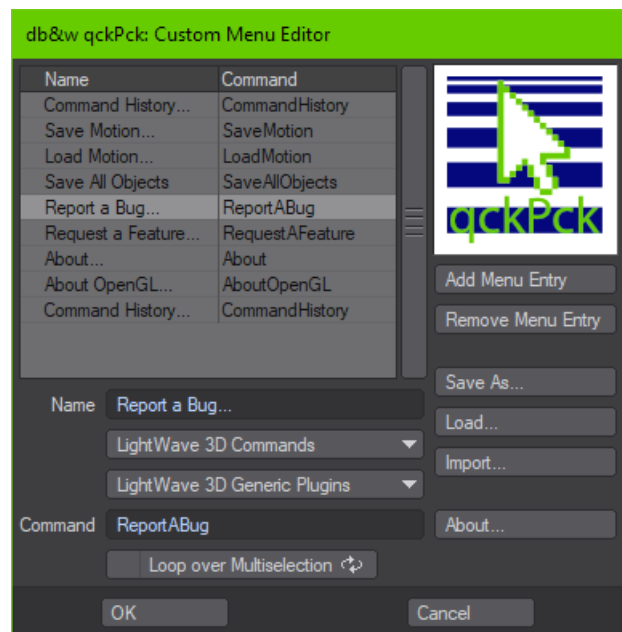 db&w qckPck: Custom Menu Editor
Name Command
Command History... CommandHistory
Save Motion... SaveMotion
Load Motion... LoadMotion
Save All Objects SaveAllObjects
Report a Bug... ReportABug
Request a Feature... RequestAFeature
About... About
About OpenGL... AboutOpenGL
Command History... CommandHistory
qckPck
Add Menu Entry
Remove Menu Entry
Save As...
Load...
Import...
About...
Name Report a Bug...
LightWave 3D Commands
LightWave 3D Generic Plugins
Command ReportABug
Loop over Multiselection
OK Cancel